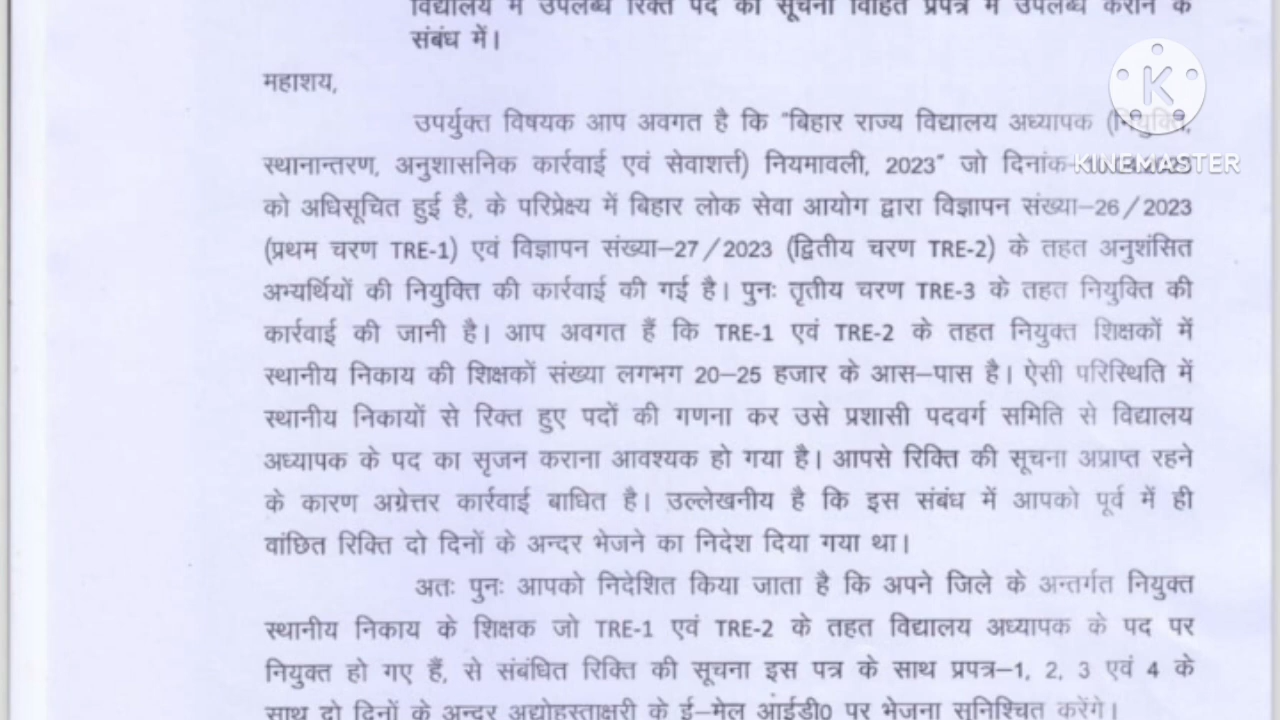 विद्यालय में उपलब्ध रिक्त पद की सूचना विहित प्रपत्र में उपलब्ध कराने के
संबंध में।
महाशय,
उपर्युक्त विषयक आप अवगत है कि "बिहार राज्य विद्यालय अध्यापक (नियुक्ति,
स्थानान्तरण, अनुशासनिक कार्रवाई एवं सेवाशर्त्त) नियमावली, 2023" जो दिनांक-
K
KINEMASTER
को अधिसूचित हुई है, के परिप्रेक्ष्य में बिहार लोक सेवा आयोग द्वारा विज्ञापन संख्या–26/2023
(प्रथम चरण TRE-1) एवं विज्ञापन संख्या–27/2023 (द्वितीय चरण TRE-2) के तहत अनुशंसित
अभ्यर्थियों की नियुक्ति की कार्रवाई की गई है। पुनः तृतीय चरण TRE-3 के तहत नियुक्ति की
कार्रवाई की जानी है। आप अवगत हैं कि TRE-1 एवं TRE-2 के तहत नियुक्त शिक्षकों में
स्थानीय निकाय की शिक्षकों संख्या लगभग 20–25 हजार के आस–पास है। ऐसी परिस्थिति में
स्थानीय निकायों से रिक्त हुए पदों की गणना कर उसे प्रशासी पदवर्ग समिति से विद्यालय
अध्यापक के पद का सृजन कराना आवश्यक हो गया है। आपसे रिक्ति की सूचना अप्राप्त रहने
के कारण अग्रेत्तर कार्रवाई बाधित है। उल्लेखनीय है कि इस संबंध में आपको पूर्व में ही
वांछित रिक्ति दो दिनों के अन्दर भेजने का निदेश दिया गया था।
अतः पुनः आपको निदेशित किया जाता है कि अपने जिले के अन्तर्गत नियुक्त
स्थानीय निकाय के शिक्षक जो TRE-1 एवं TRE-2 के तहत विद्यालय अध्यापक के पद पर
नियुक्त हो गए हैं, से संबंधित रिक्ति की सूचना इस पत्र के साथ प्रपत्र–1, 2, 3 एवं 4 के
साथ दो दिनों के अन्दर अद्योहस्ताक्षरी के ई–मेल आईडी0 पर भेजना सुनिश्चित करेंगे।